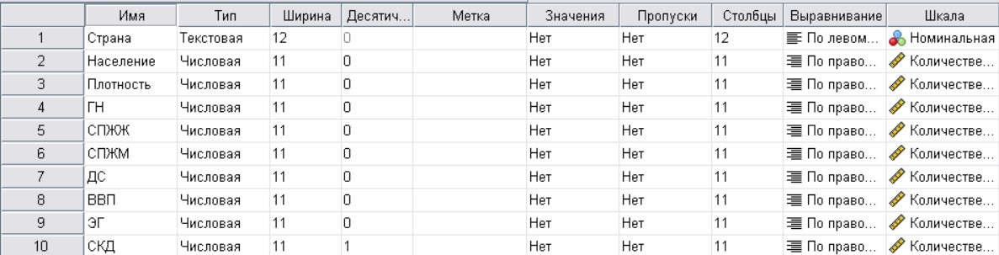 Имя Тип Ширина Десятич... Метка Значения Пропуски Столбцы Выравнивание Шкала
1 Страна Текстовая 12 0 Нет Нет 12 По левом... Номинальная
2 Население Числовая 11 0 Нет Нет 11 По право... Количестве...
3 Плотность Числовая 11 0 Нет Нет 11 По право... Количестве...
4 ГН Числовая 11 0 Нет Нет 11 По право... Количестве...
5 СПЖЖ Числовая 11 0 Нет Нет 11 По право... Количестве...
6 СПЖМ Числовая 11 0 Нет Нет 11 По право... Количестве...
7 ДС Числовая 11 0 Нет Нет 11 По право... Количестве...
8 ВВП Числовая 11 0 Нет Нет 11 По право... Количестве...
9 ЭГ Числовая 11 0 Нет Нет 11 По право... Количестве...
10 СКД Числовая 11 1 Нет Нет 11 По право... Количестве...